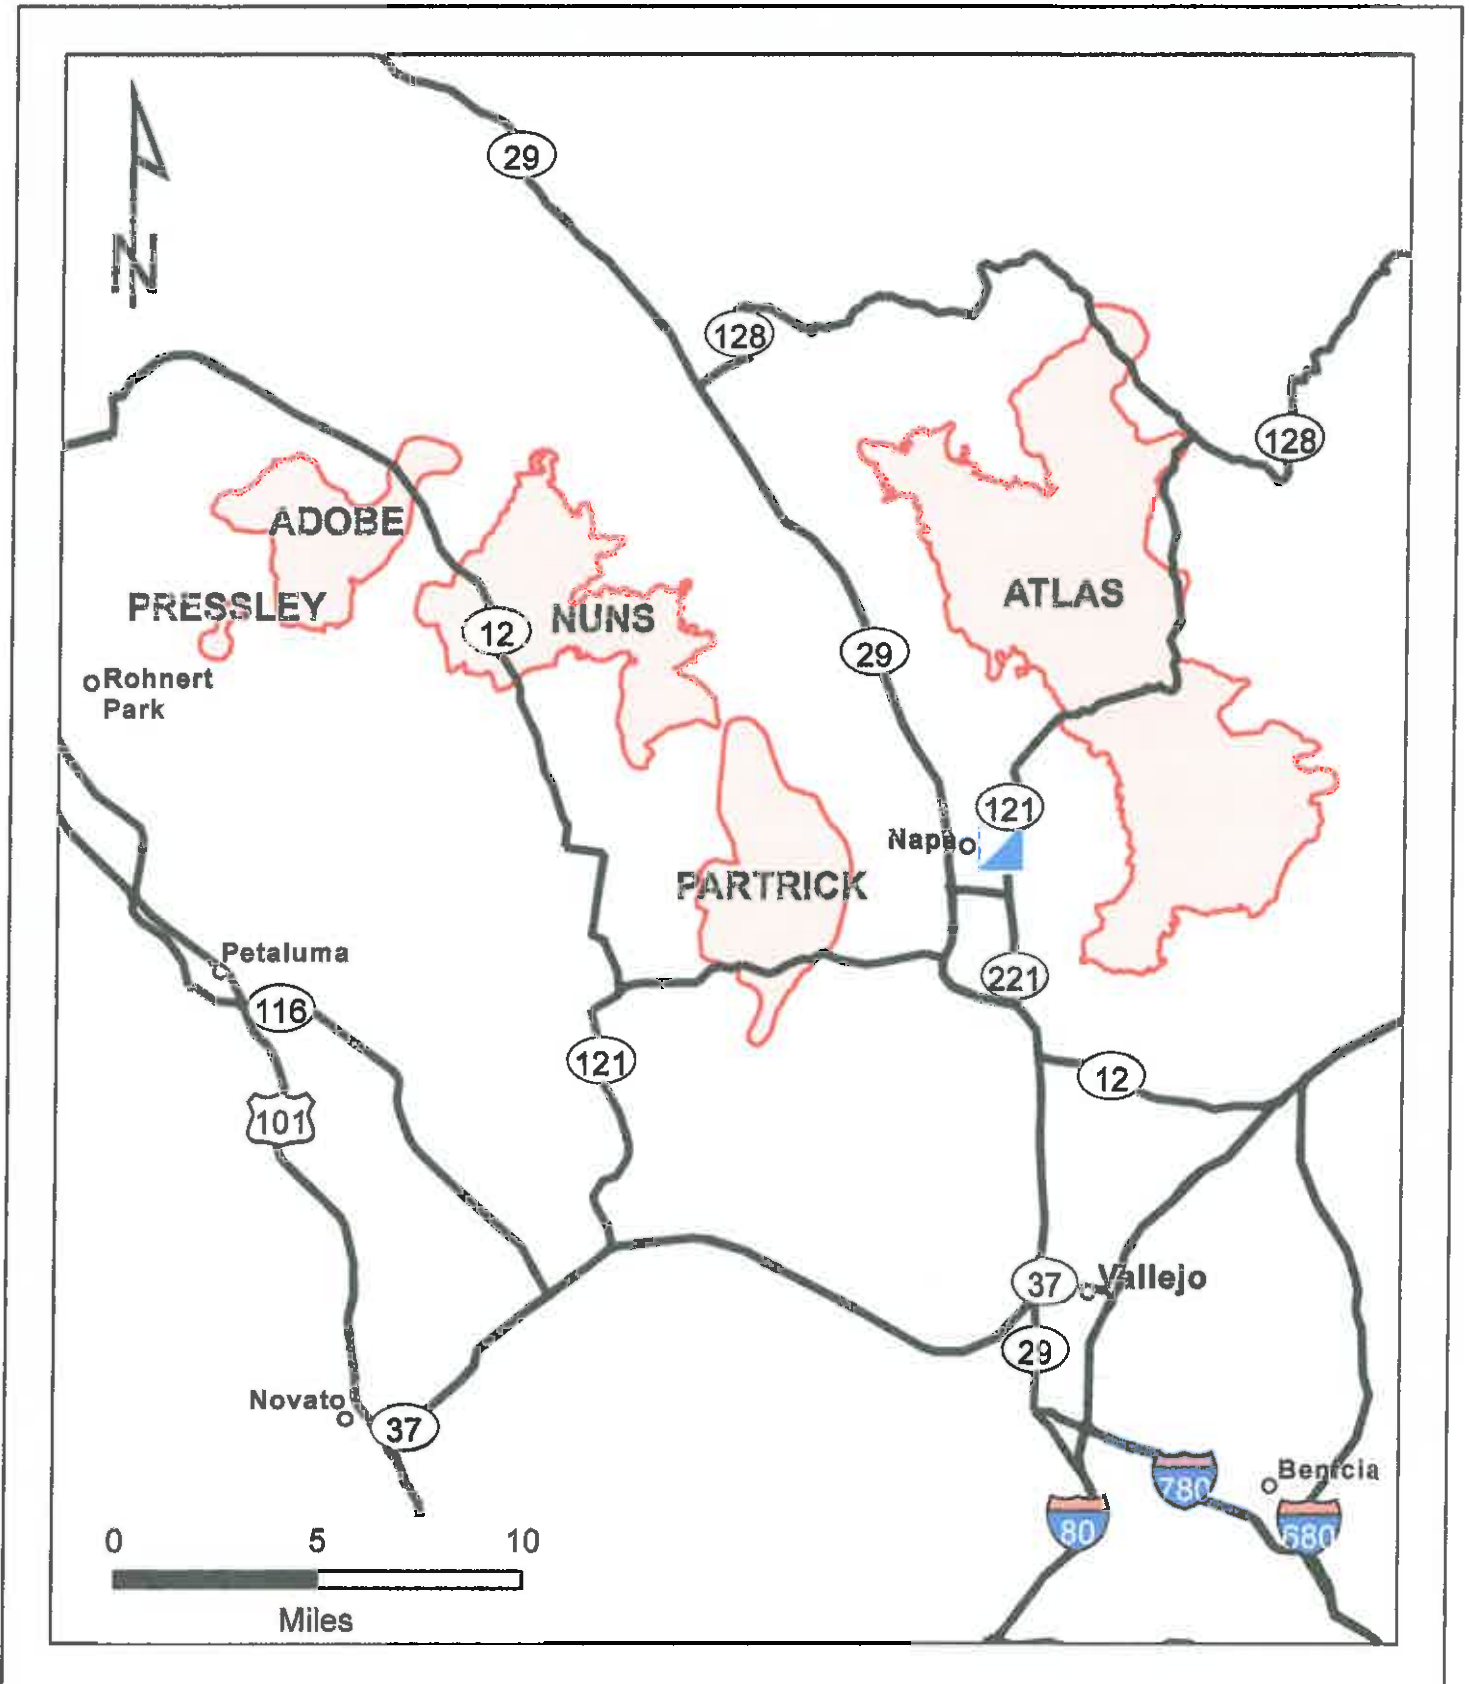 29
N
128
128
ADOBE
PRESSLEY
12
NUNS
ATLAS
29
Rohnert
Park
121
Napa
PARTRICK
Petaluma
221
116
121
12
101
37
Vallejo
29
Novato
37
780
Benicia
80
680
0 5 10
Miles